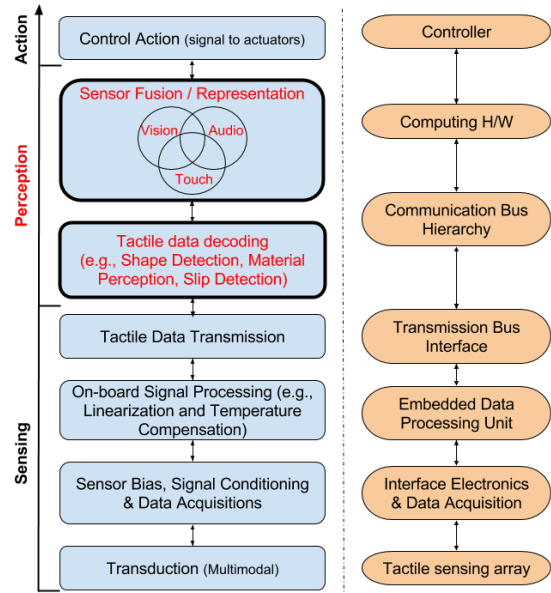 Action
Perception
Sensing
Control Action (signal to actuators)
Sensor Fusion / Representation
Vision
Audio
Touch
Tactile data decoding
(e.g., Shape Detection, Material
Perception, Slip Detection)
Tactile Data Transmission
On-board Signal Processing (e.g.,
Linearization and Temperature
Compensation)
Sensor Bias, Signal Conditioning
& Data Acquisitions
Transduction (Multimodal)
Controller
Computing H/W
Communication Bus
Hierarchy
Transmission Bus
Interface
Embedded Data
Processing Unit
Interface Electronics
& Data Acquisition
Tactile sensing array